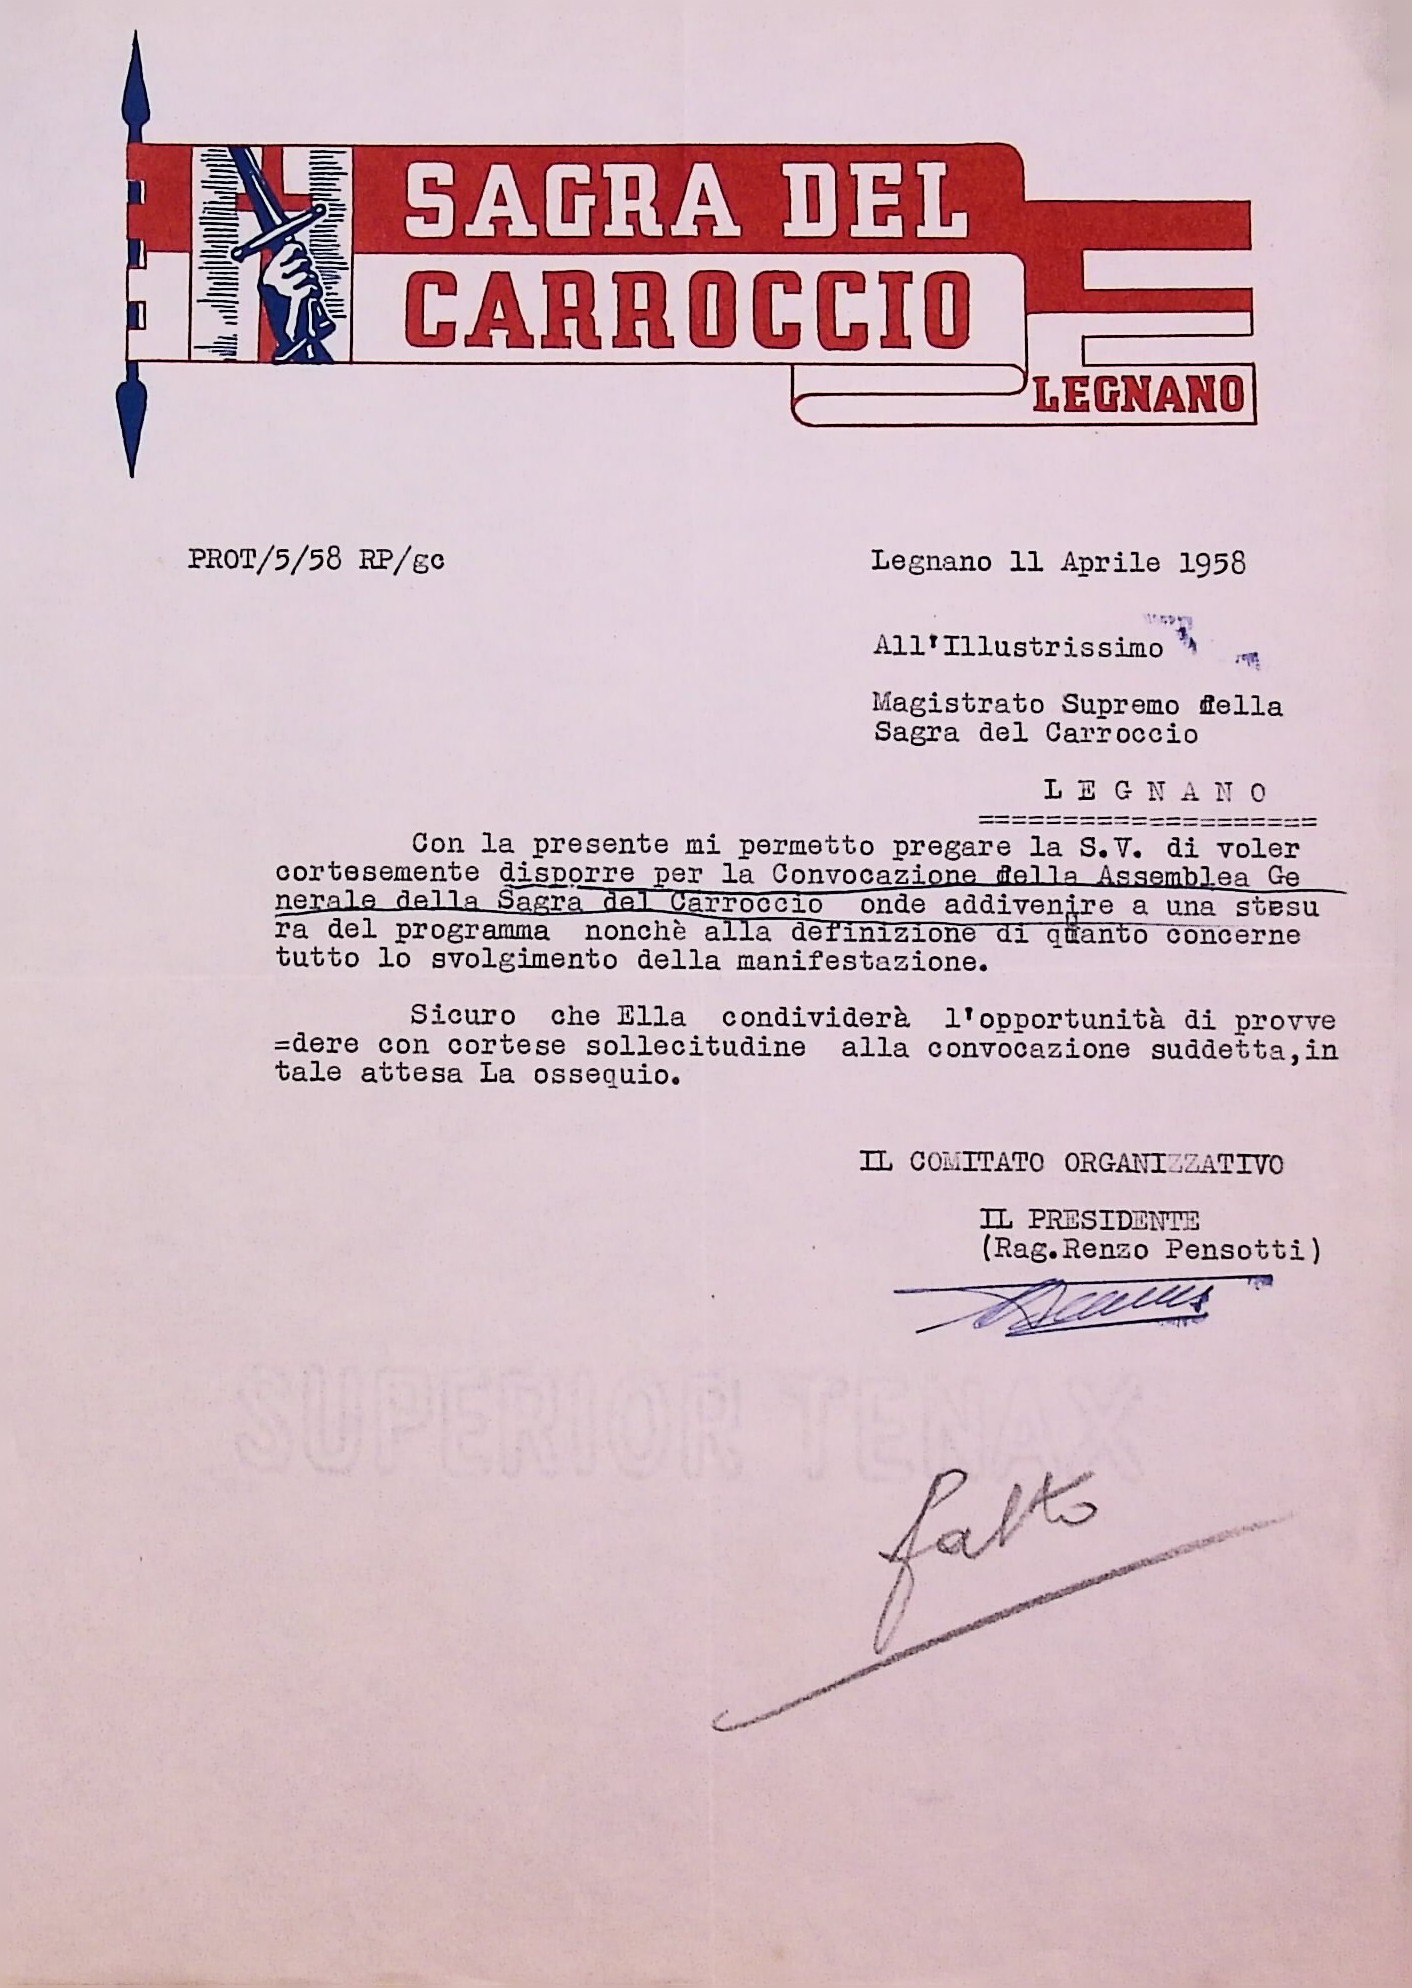 SAGRA DEL
CARROCCIO
LEGNANO
PROT/5/58 RP/gc
Legnano 11 Aprile 1958
All'Illustrissimo
Magistrato Supremo della
Sagra del Carroccio
L E G N A N O
====================
Con la presente mi permetto pregare la S.V. di voler
cortesemente disporre per la Convocazione della Assemblea Ge
nerale della Sagra del Carroccio onde addivenire a una stesu
ra del programma nonchè alla definizione di quanto concerne
tutto lo svolgimento della manifestazione.
Sicuro che Ella condividerà l'opportunità di provve
=dere con cortese sollecitudine alla convocazione suddetta,in
tale attesa La ossequio.
IL COMITATO ORGANIZZATIVO
IL PRESIDENTE
(Rag.Renzo Pensotti)
SUPERIOR TENAX
fatto